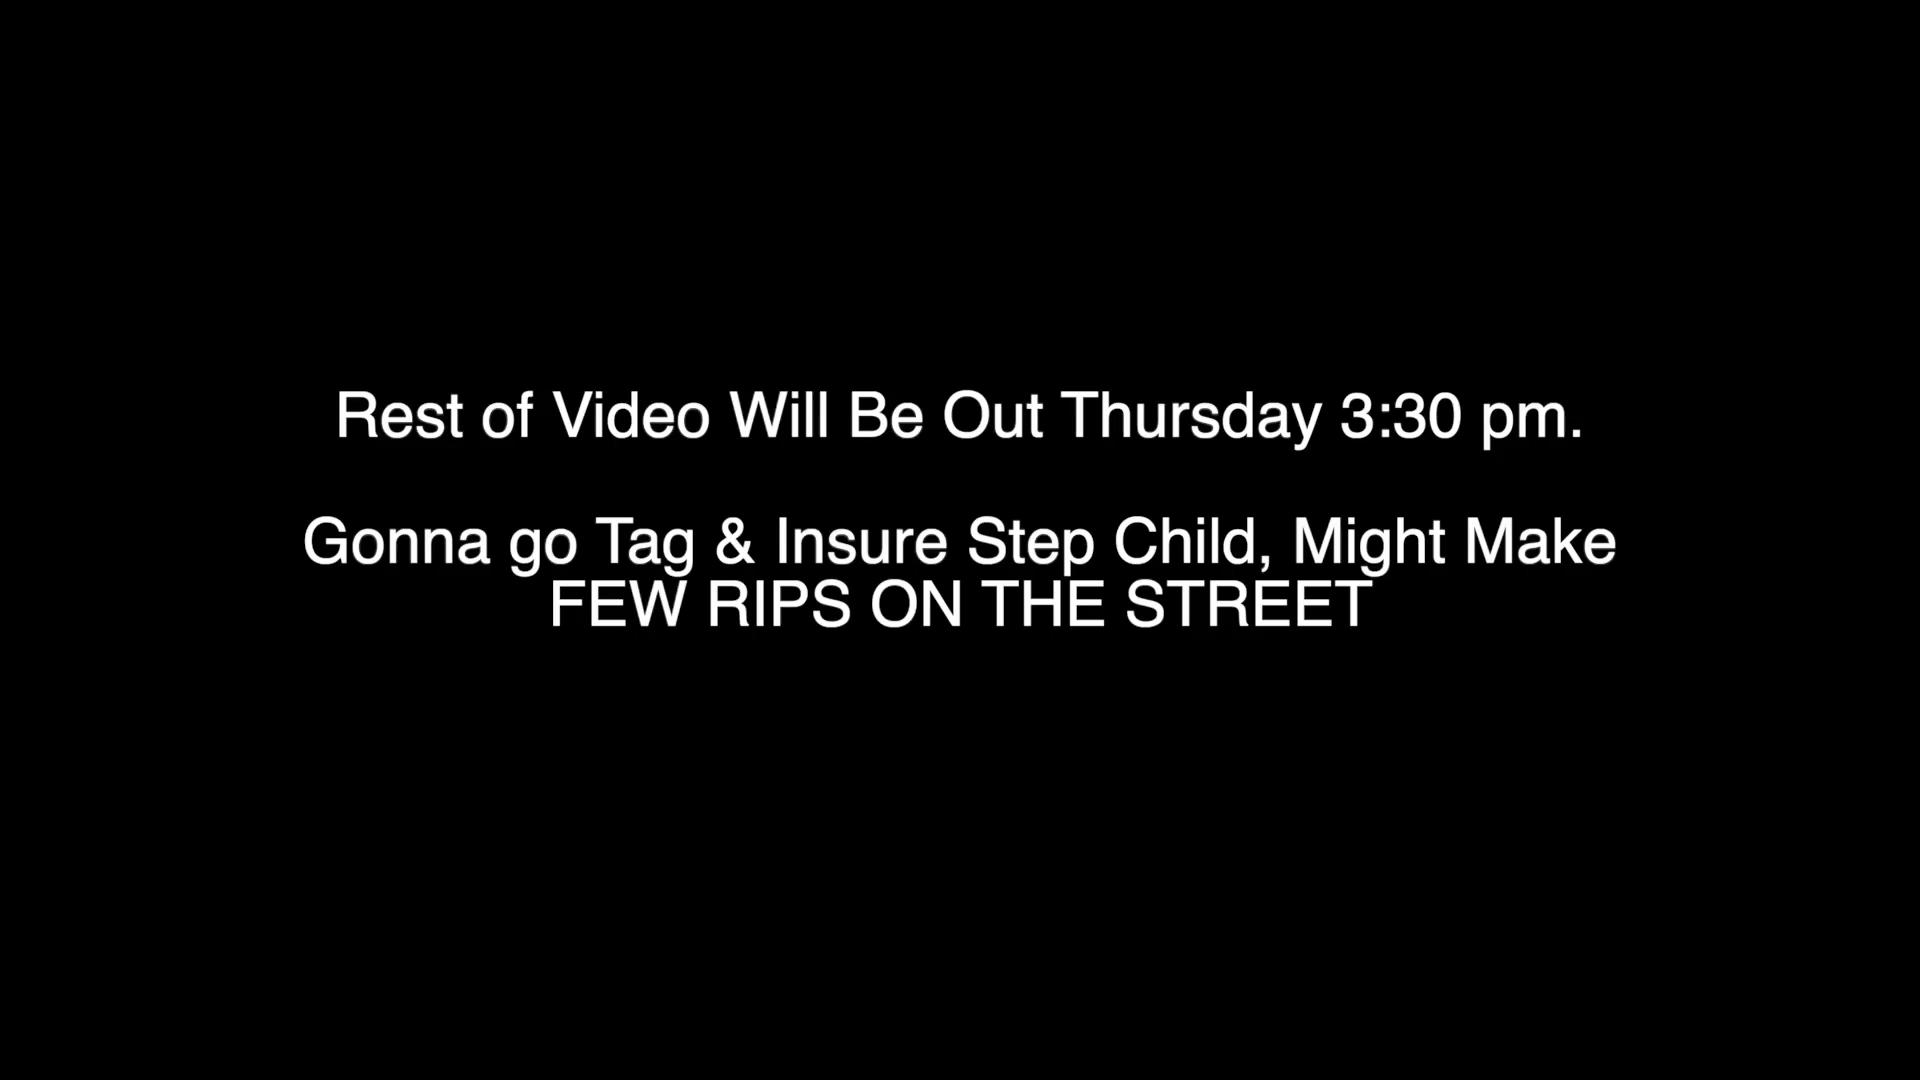 Rest of Video Will Be Out Thursday 3:30 pm.
Gonna go Tag & Insure Step Child, Might Make
FEW RIPS ON THE STREET